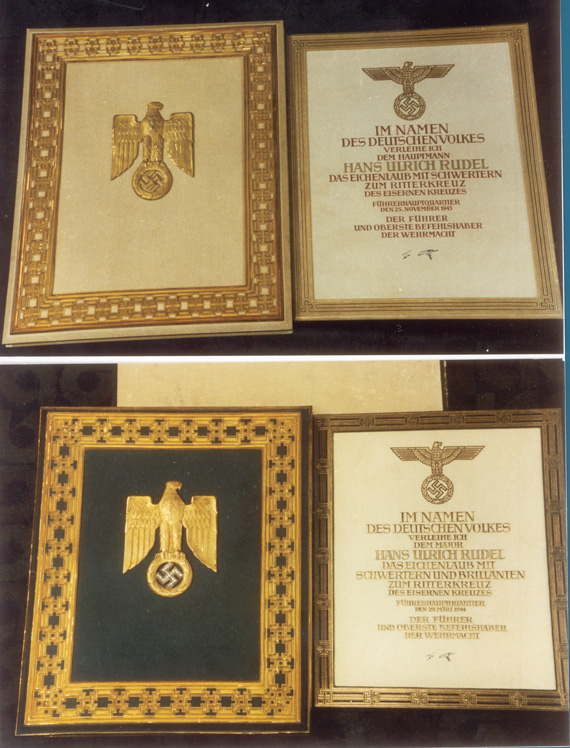 IM NAMEN
DES DEUTSCHEN VOLKES
VERLEIHE ICH
DEM HAUPTMANN
HANS ULRICH RUDEL
DAS EICHENLAUB MIT SCHWERTERN
ZUM RITTERKREUZ
DES EISERNEN KREUZES
FÜHRERHAUPTQUARTIER
DEN 25. NOVEMBER 1943
DER FÜHRER
UND OBERSTE BEFEHLSHABER
DER WEHRMACHT
IM NAMEN
DES DEUTSCHEN VOLKES
VERLEIHE ICH
DEM MAJOR
HANS ULRICH RUDEL
DAS EICHENLAUB MIT
SCHWERTERN UND BRILLANTEN
ZUM RITTERKREUZ
DES EISERNEN KREUZES
FÜHRERHAUPTQUARTIER
DEN 29. MÄRZ 1944
DER FÜHRER
UND OBERSTE BEFEHLSHABER
DER WEHRMACHT